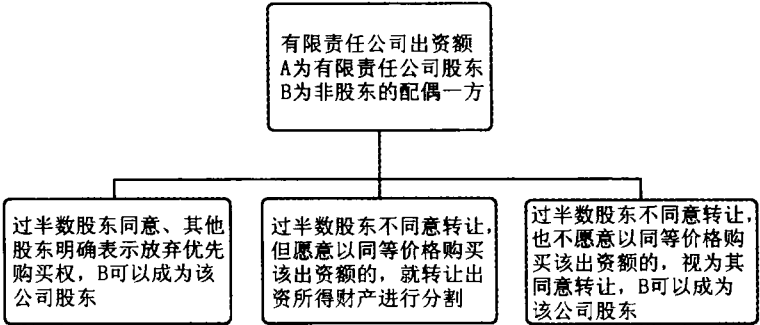 有限责任公司出资额
A为有限责任公司股东
B为非股东的配偶一方
过半数股东同意、其他
股东明确表示放弃优先
购买权，B可以成为该
公司股东
过半数股东不同意转让，
但愿意以同等价格购买
该出资额的，就转让出
资所得财产进行分割
过半数股东不同意转让，
也不愿意以同等价格购
买该出资额的，视为其
同意转让，B可以成为
该公司股东